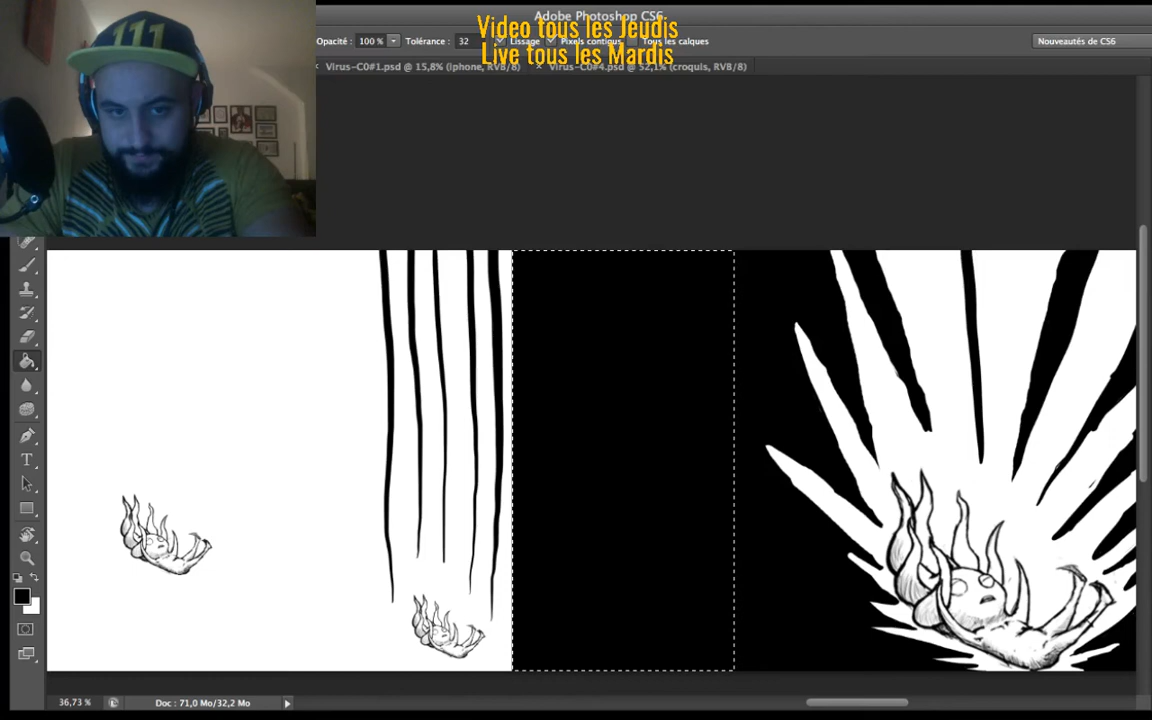 Adobe Photoshop CS6
Video tous les Jeudis
Live tous les Mardis
Opacité : 100 % Tolérance : 32 Lissage Pixels contigus Tous les calques Nouveautés de CS6
Virus-C0#1.psd @ 15,8% (iphone, RVB/8) × Virus-C0#4.psd @ 52,1% (croquis, RVB/8)
111
T
36,73 % Doc : 71,0 Mo/32,2 Mo